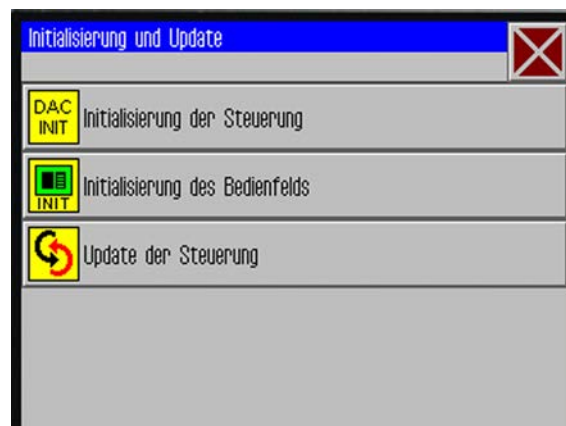 Initialisierung und Update
DAC
INIT
Initialisierung der Steuerung
INIT
Initialisierung des Bedienfelds
Update der Steuerung